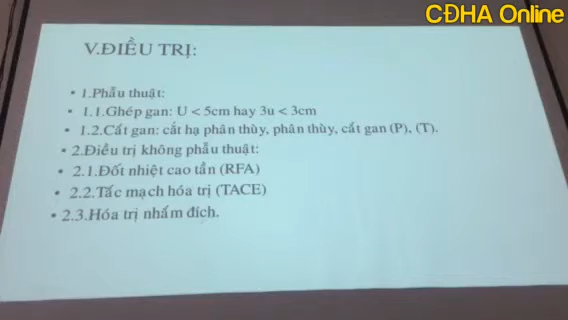 CĐHA Online
V.ĐIỀU TRỊ:
• 1.Phẫu thuật:
• 1.1.Ghép gan: U < 5cm hay 3u < 3cm
• 1.2.Cắt gan: cắt hạ phân thùy, phân thùy, cắt gan (P), (T).
• 2.Điều trị không phẫu thuật:
• 2.1.Đốt nhiệt cao tần (RFA)
• 2.2.Tắc mạch hóa trị (TACE)
• 2.3.Hóa trị nhắm đích.